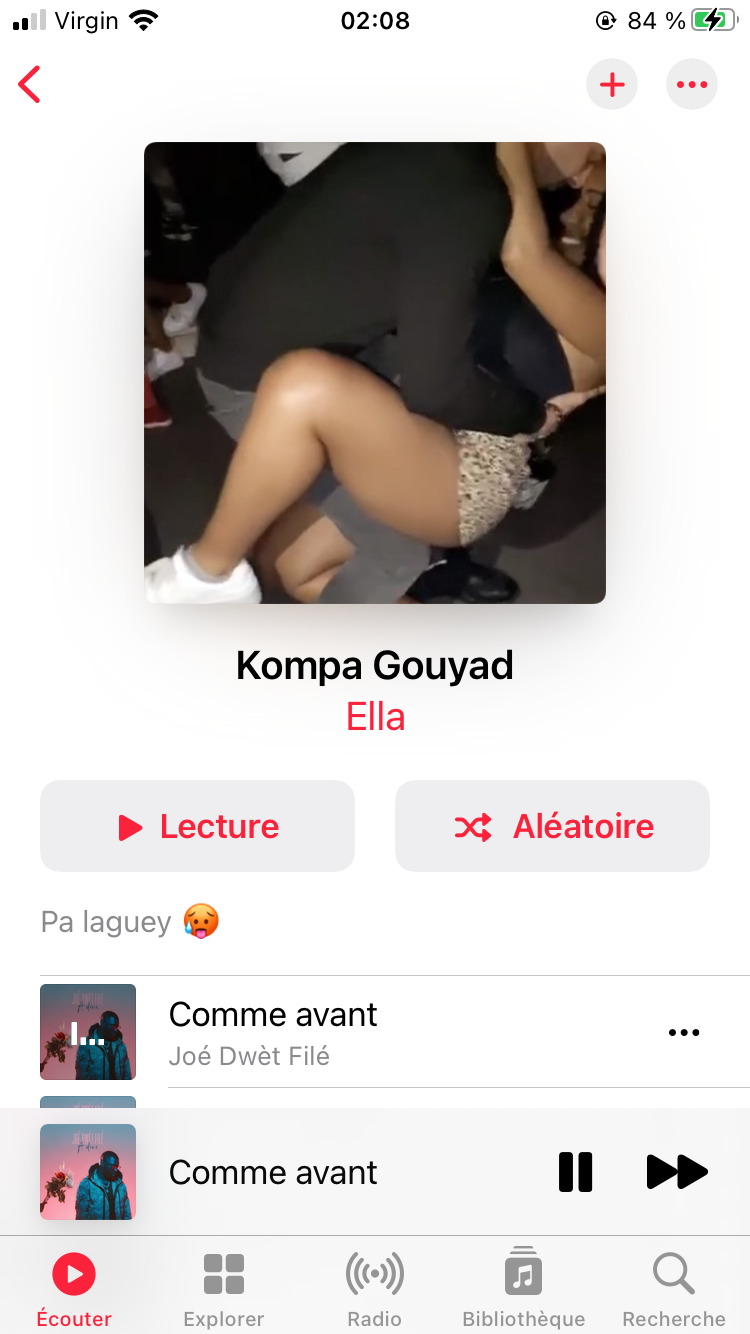 Virgin
02:08
84 %
Kompa Gouyad
Ella
Lecture
Aléatoire
Pa laguey 🥵
Comme avant
Joé Dwèt Filé
Comme avant
Écouter
Explorer
Radio
Bibliothèque
Recherche